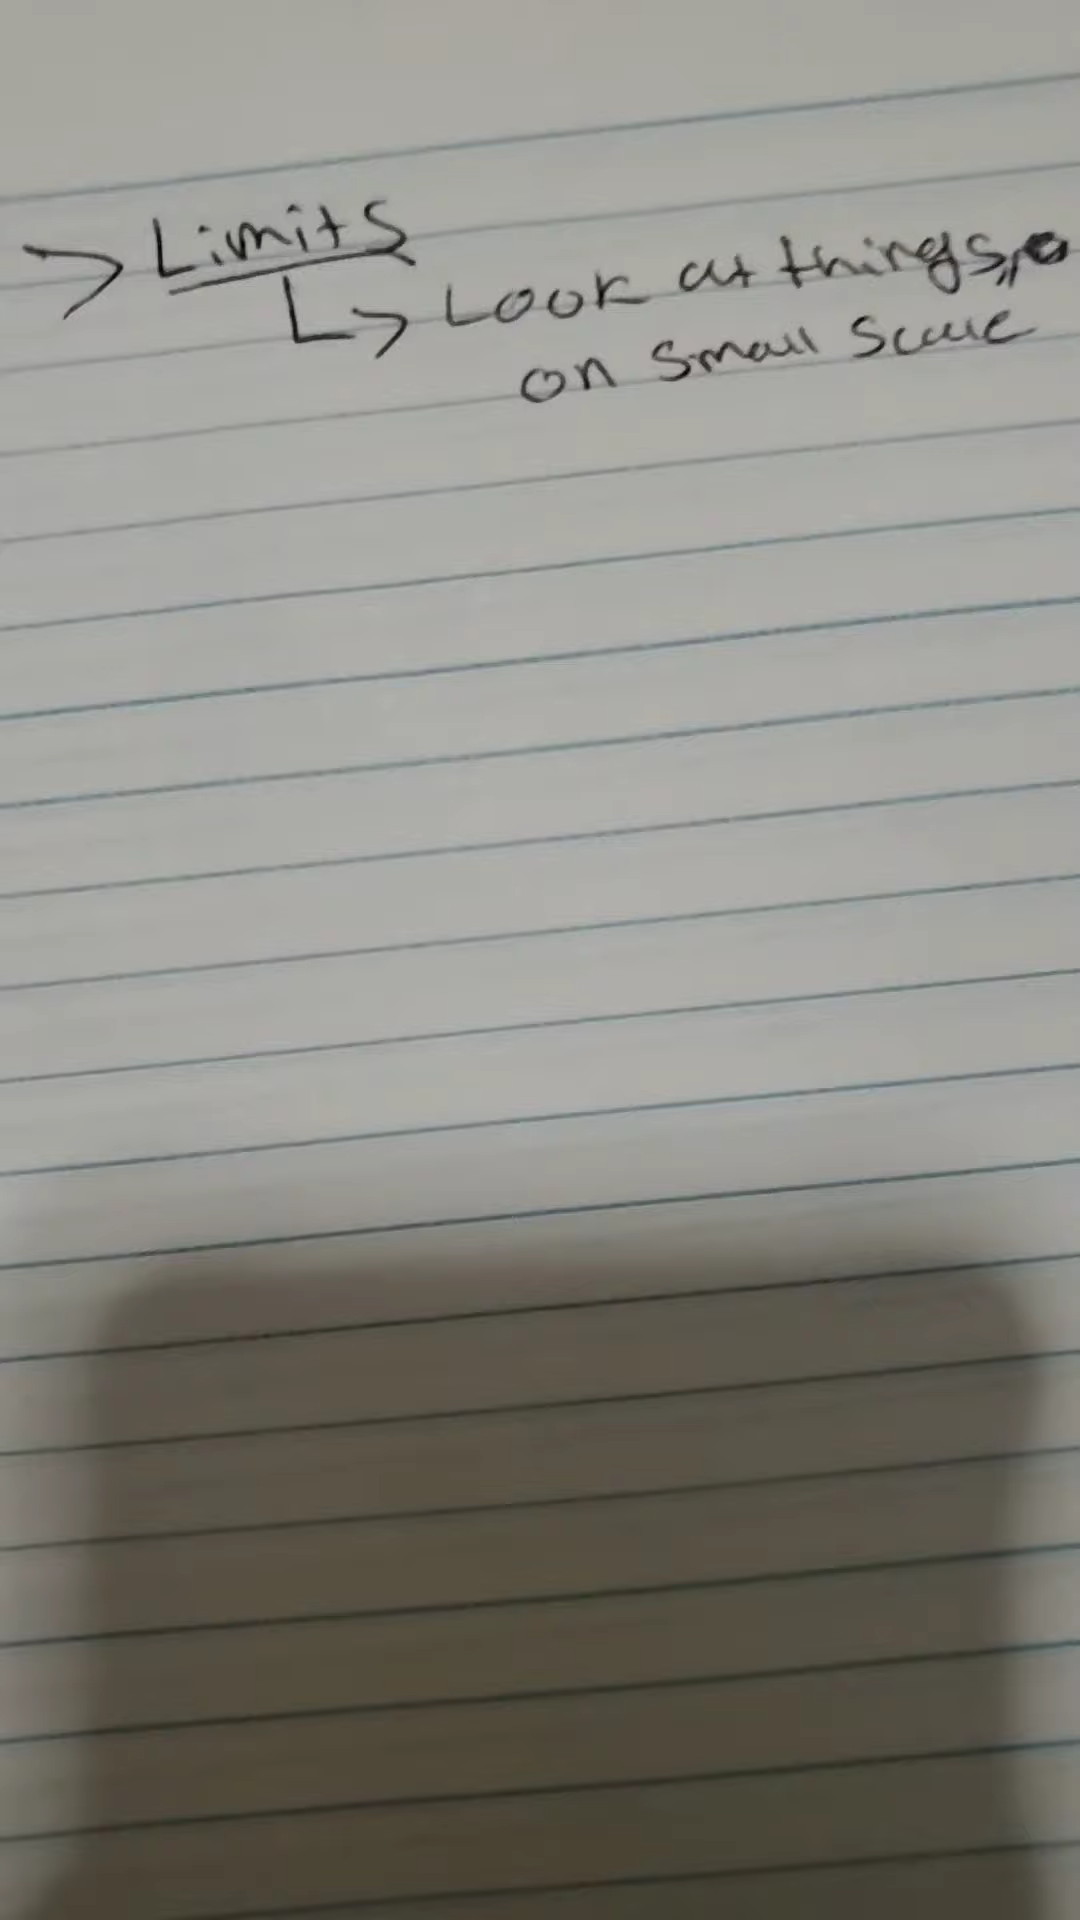 > Limits
↳ Look at things,
on small scale